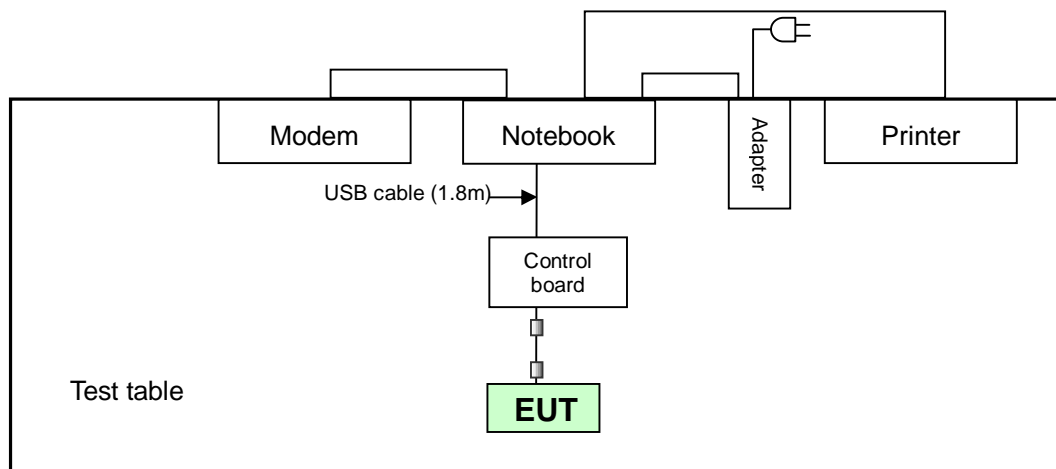 Modem
Notebook
Adapter
Printer
USB cable (1.8m)
Control
board
Test table
EUT